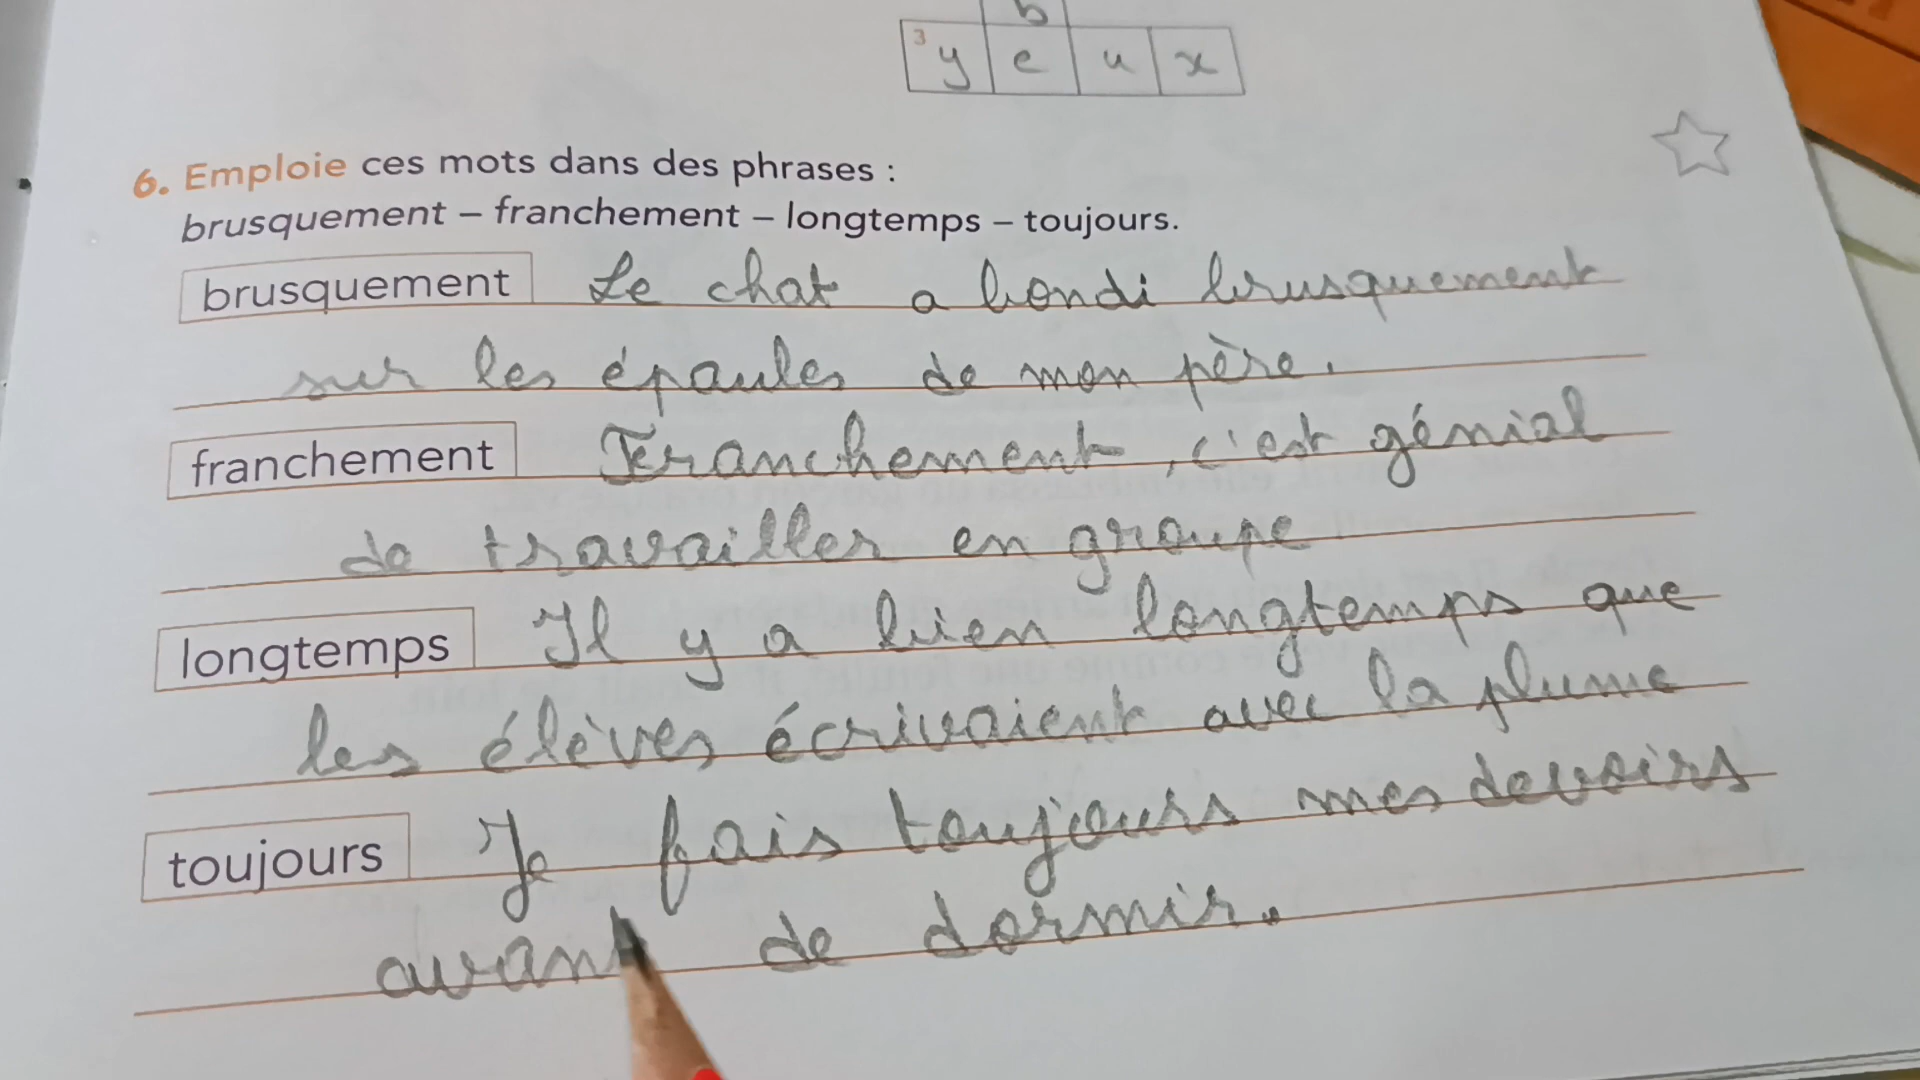 b
3 y e u x
6. Emploie ces mots dans des phrases :
brusquement – franchement – longtemps – toujours.
brusquement Le chat a bondi brusquement
sur les épaules de mon père.
franchement Franchement, c'est génial
de travailler en groupe
longtemps Il y a bien longtemps que
les élèves écrivaient avec la plume
toujours Je fais toujours mes devoirs
avant de dormir.